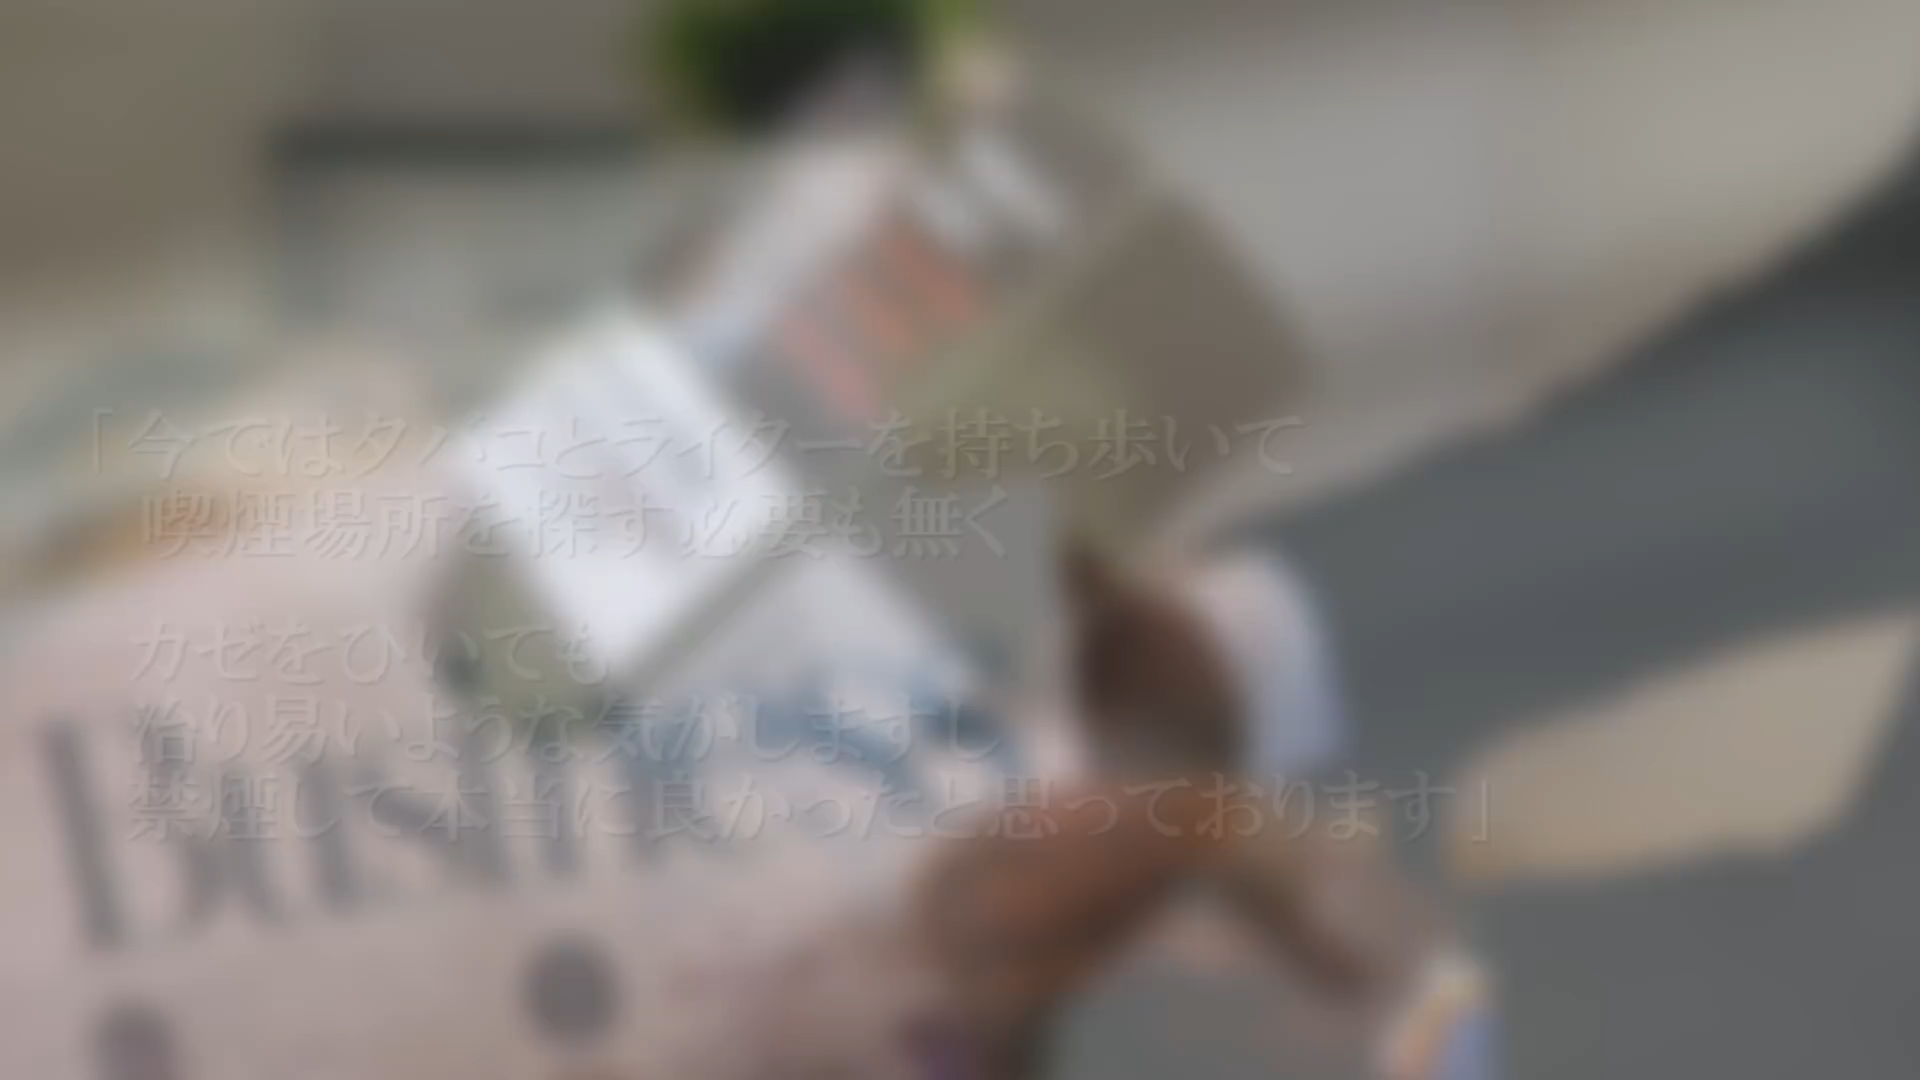 「今ではタバコとライターを持ち歩いて
喫煙場所を探す必要も無く
カゼをひいても
治り易いような気がしますし
禁煙して本当に良かったと思っております」